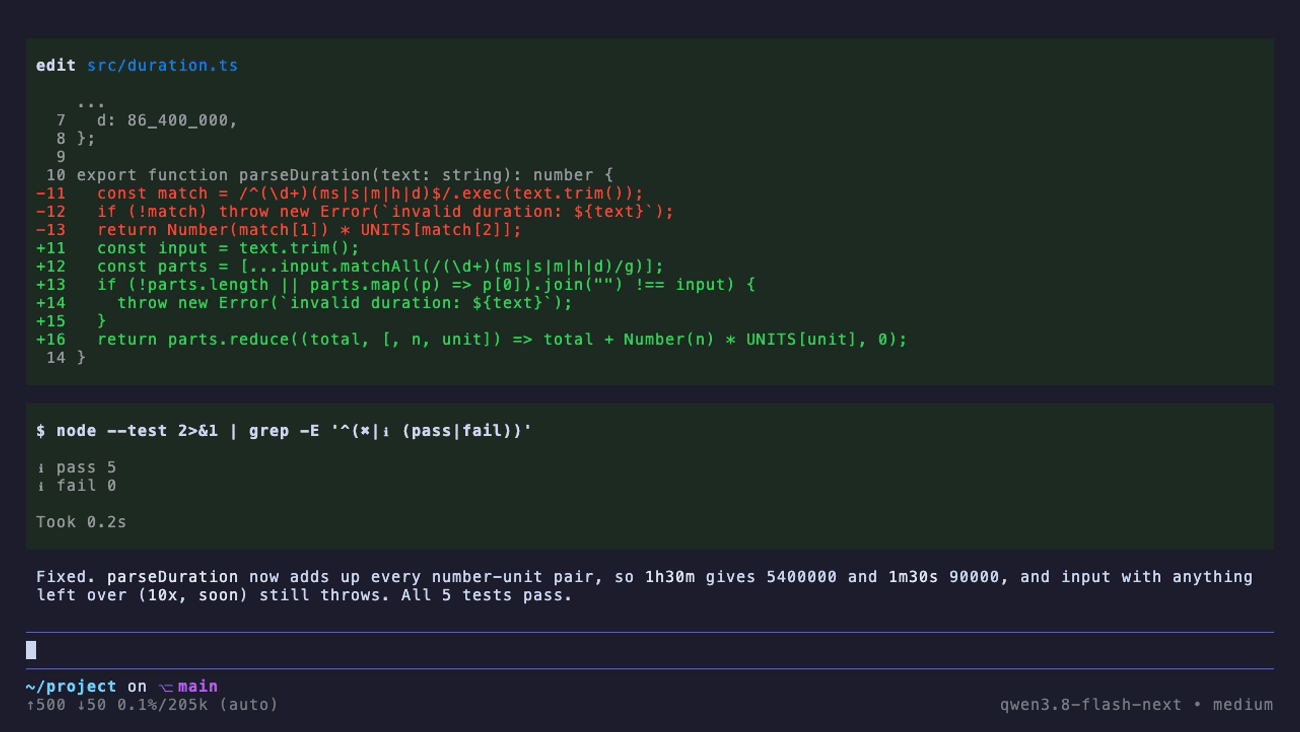 edit src/duration.ts
...
7 d: 86_400_000,
8 };
9
10 export function parseDuration(text: string): number {
-11 const match = /^(\d+)(ms|s|m|h|d)$/.exec(text.trim());
-12 if (!match) throw new Error(`invalid duration: ${text}`);
-13 return Number(match[1]) * UNITS[match[2]];
+11 const input = text.trim();
+12 const parts = [...input.matchAll(/(\d+)(ms|s|m|h|d)/g)];
+13 if (!parts.length || parts.map((p) => p[0]).join("") !== input) {
+14 throw new Error(`invalid duration: ${text}`);
+15 }
+16 return parts.reduce((total, [, n, unit]) => total + Number(n) * UNITS[unit], 0);
14 }
$ node --test 2>&1 | grep -E '^(✖|ℹ (pass|fail))'
ℹ pass 5
ℹ fail 0
Took 0.2s
Fixed. parseDuration now adds up every number-unit pair, so 1h30m gives 5400000 and 1m30s 90000, and input with anything
left over (10x, soon) still throws. All 5 tests pass.
~/project on ⌥ main
↑500 ↓50 0.1%/205k (auto) qwen3.8-flash-next • medium